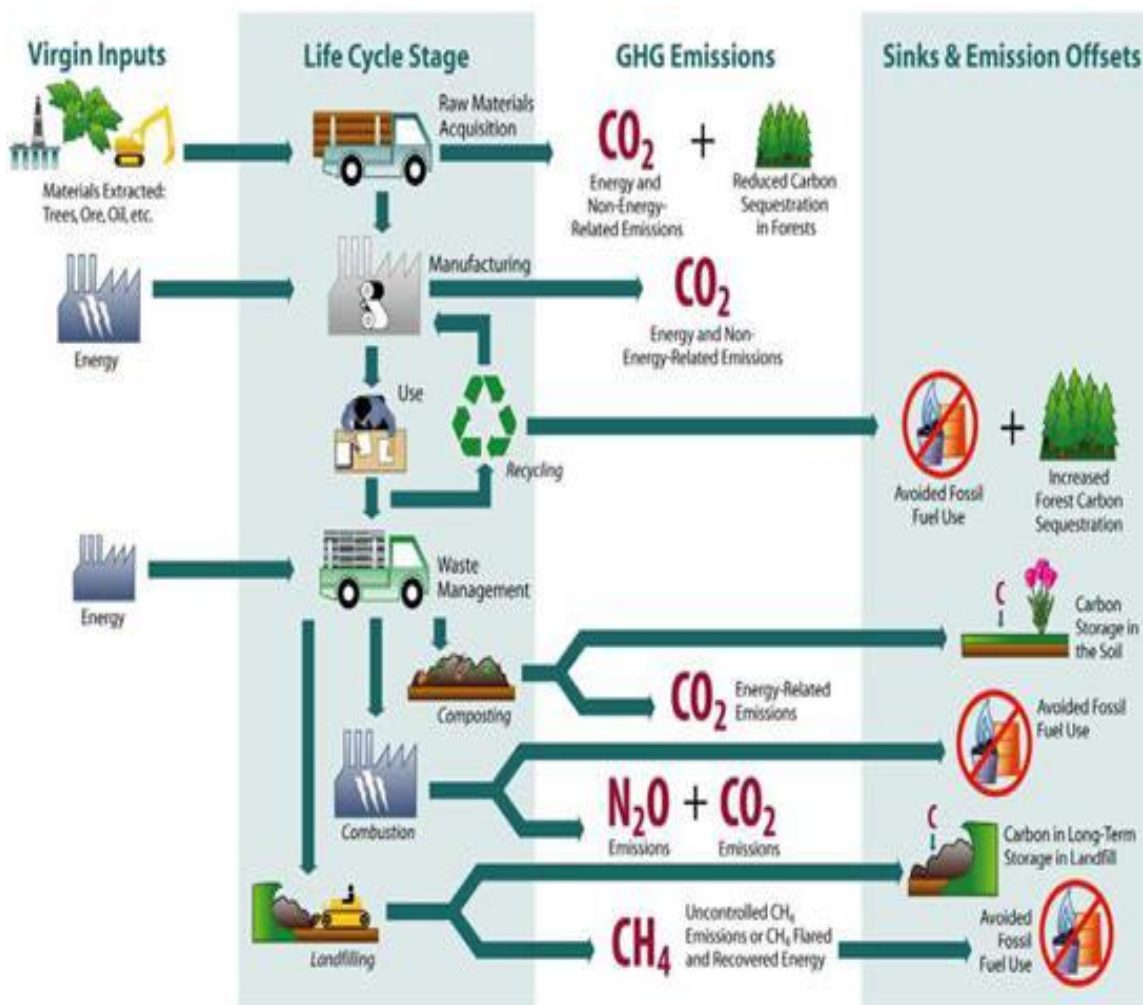 Virgin Inputs
Life Cycle Stage
GHG Emissions
Sinks & Emission Offsets
Raw Materials
Acquisition
Materials Extracted:
Trees, Ore, Oil, etc.
CO₂
+
Energy and
Non-Energy-
Related Emissions
Reduced Carbon
Sequestration
in Forests
Energy
Manufacturing
CO₂
Energy and Non-
Energy-Related Emissions
Use
Recycling
+
Avoided Fossil
Fuel Use
Increased
Forest Carbon
Sequestration
Energy
Waste
Management
Composting
C
Carbon
Storage in
the Soil
CO₂
Energy-Related
Emissions
Combustion
Avoided Fossil
Fuel Use
N₂O
Emissions
+
CO₂
Emissions
C
Carbon in Long-Term
Storage in Landfill
Landfilling
CH₄
Uncontrolled CH₄
Emissions or CH₄ Flared
and Recovered Energy
Avoided
Fossil
Fuel Use